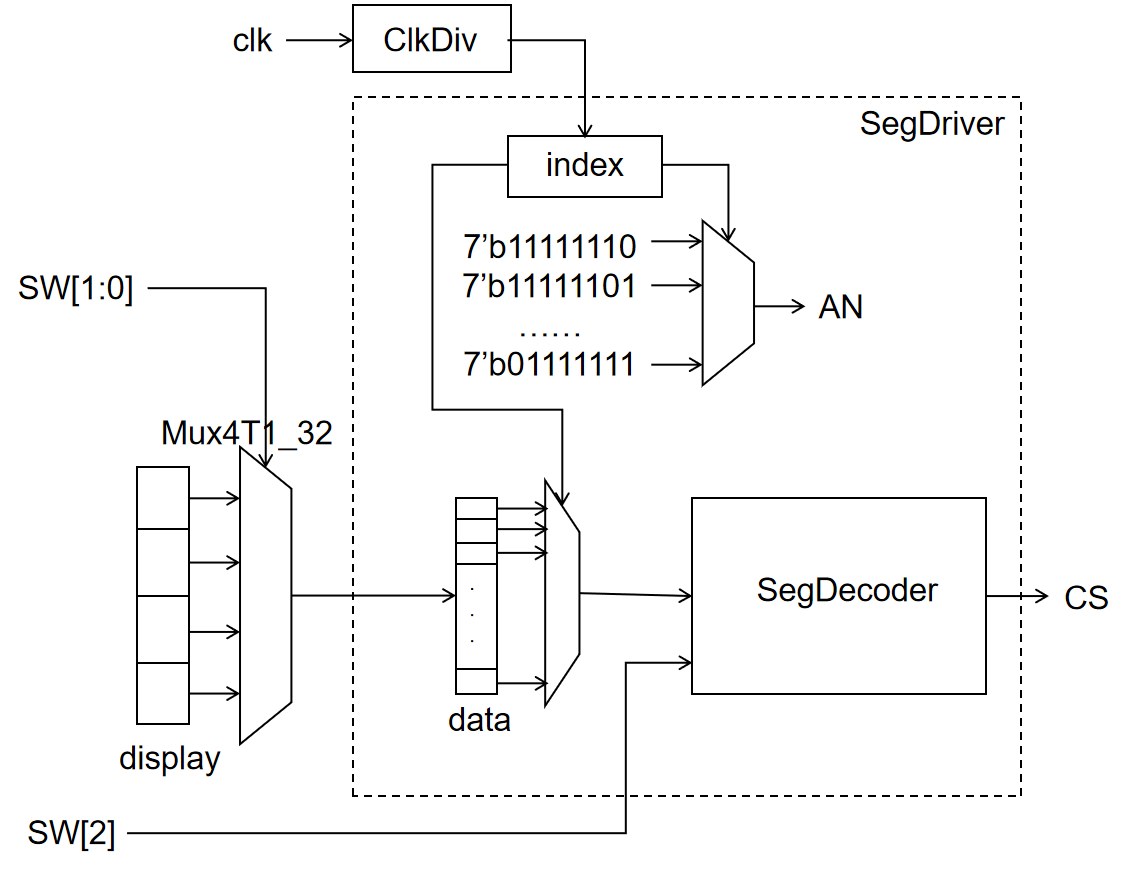 clk
ClkDiv
SegDriver
index
7’b11111110
7’b11111101
......
7’b01111111
AN
SW[1:0]
Mux4T1_32
display
data
SegDecoder
CS
SW[2]